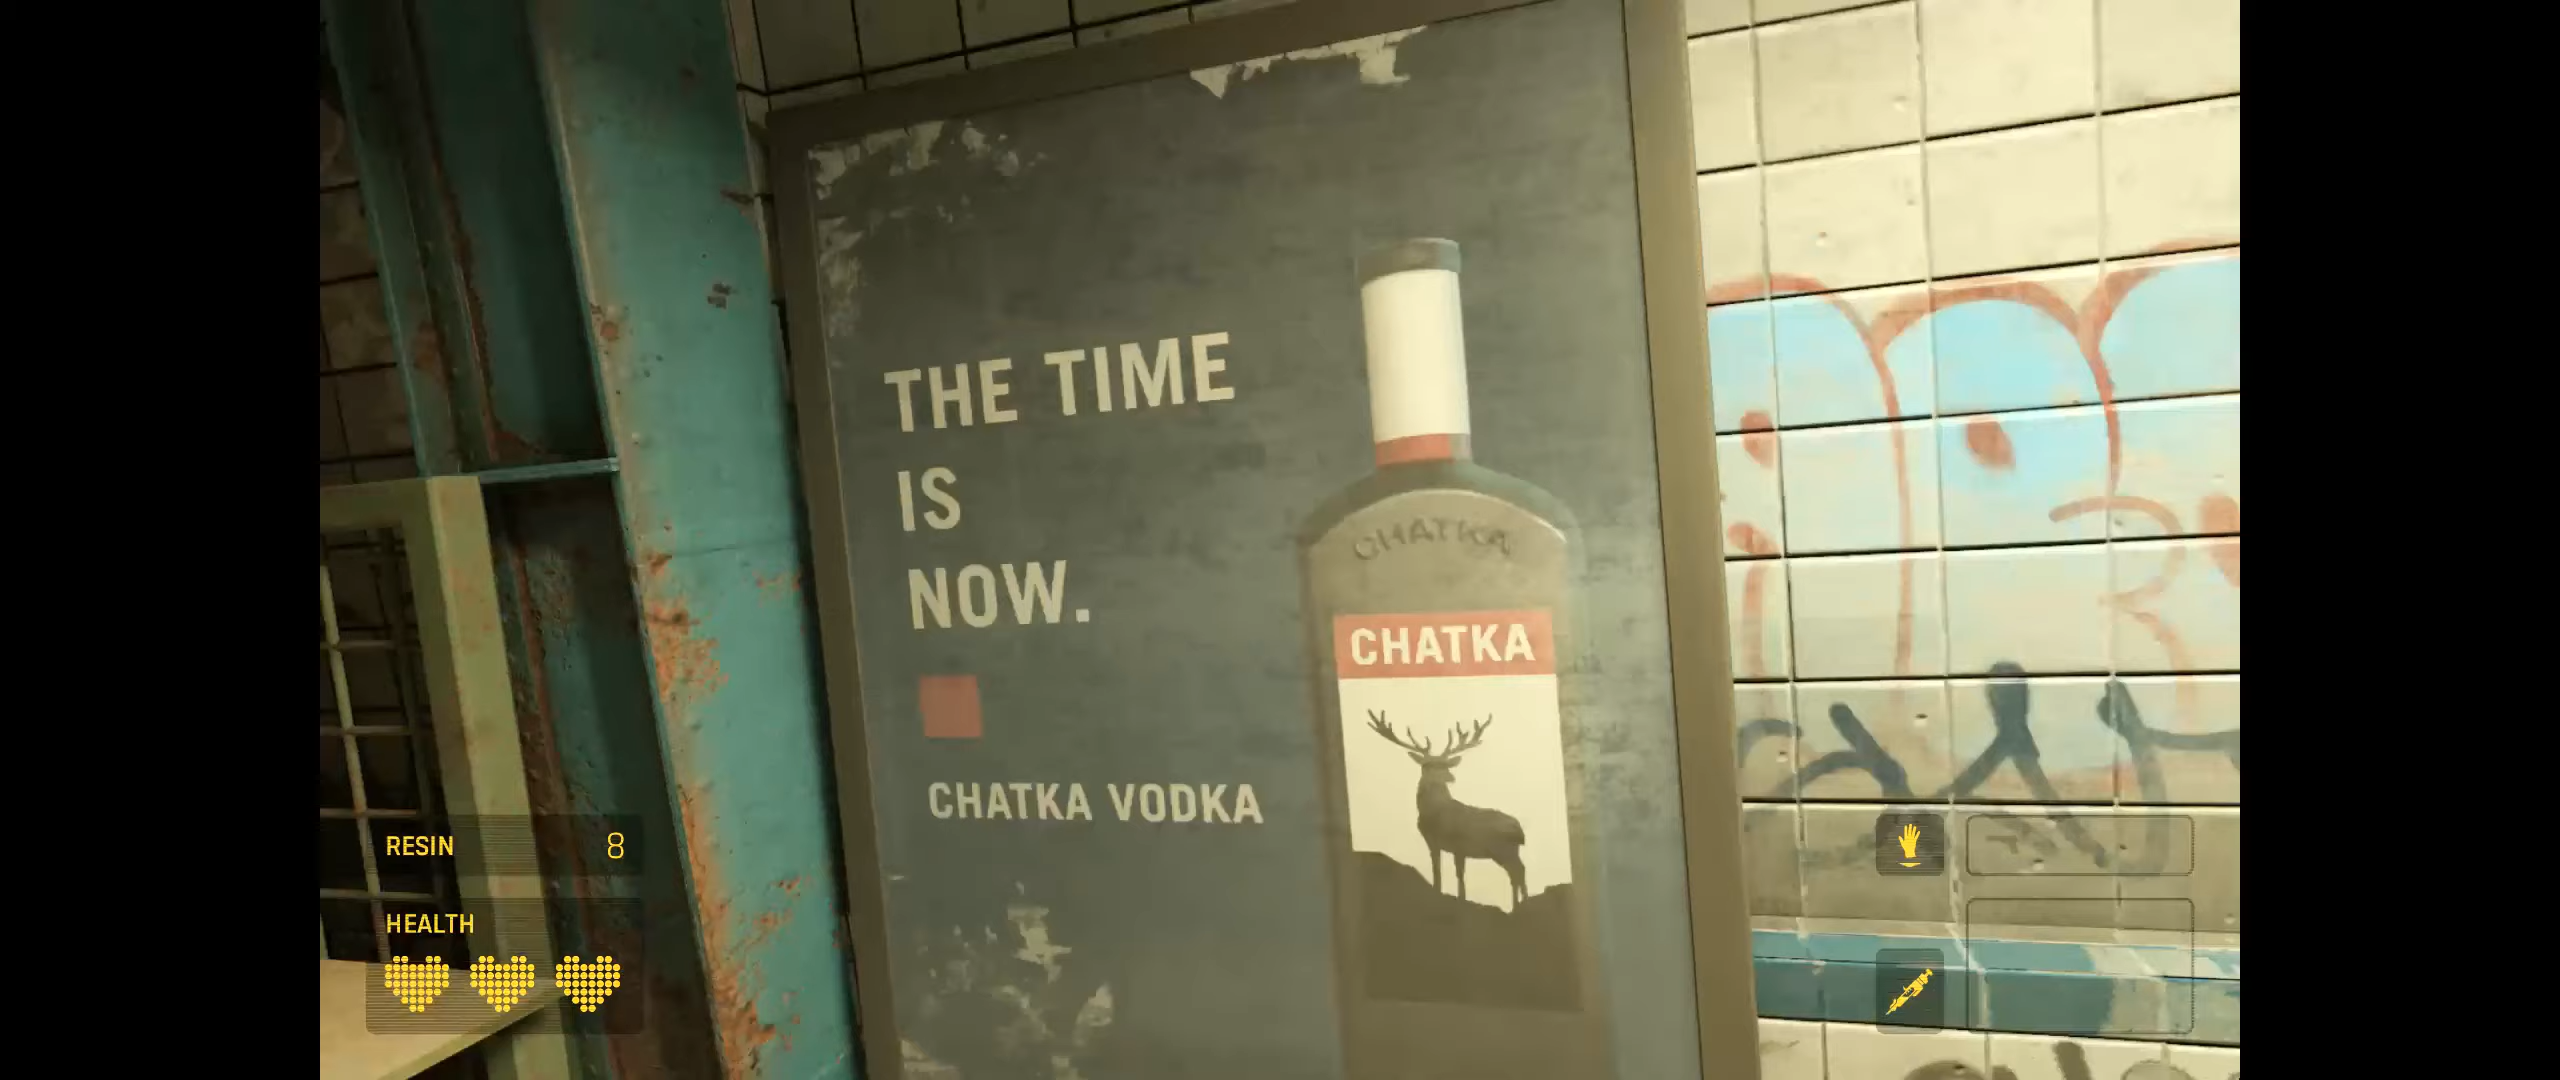 THE TIME
IS
NOW.
CHATKA VODKA
CHATKA
CHATKA
RESIN 8
HEALTH